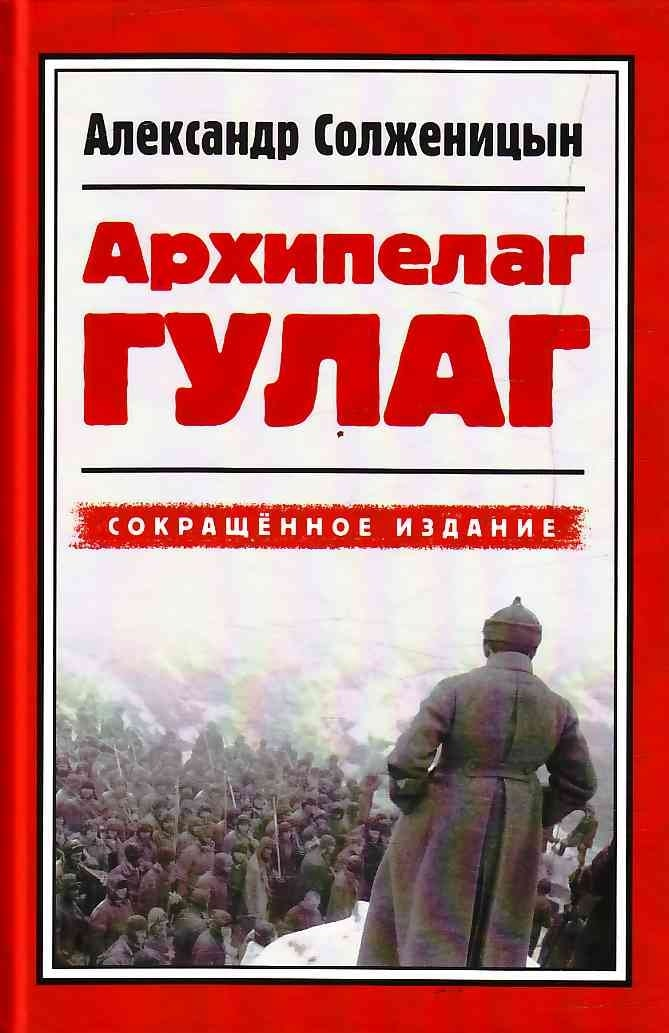 Александр Солженицын
Архипелаг
ГУЛАГ
СОКРАЩЁННОЕ ИЗДАНИЕ